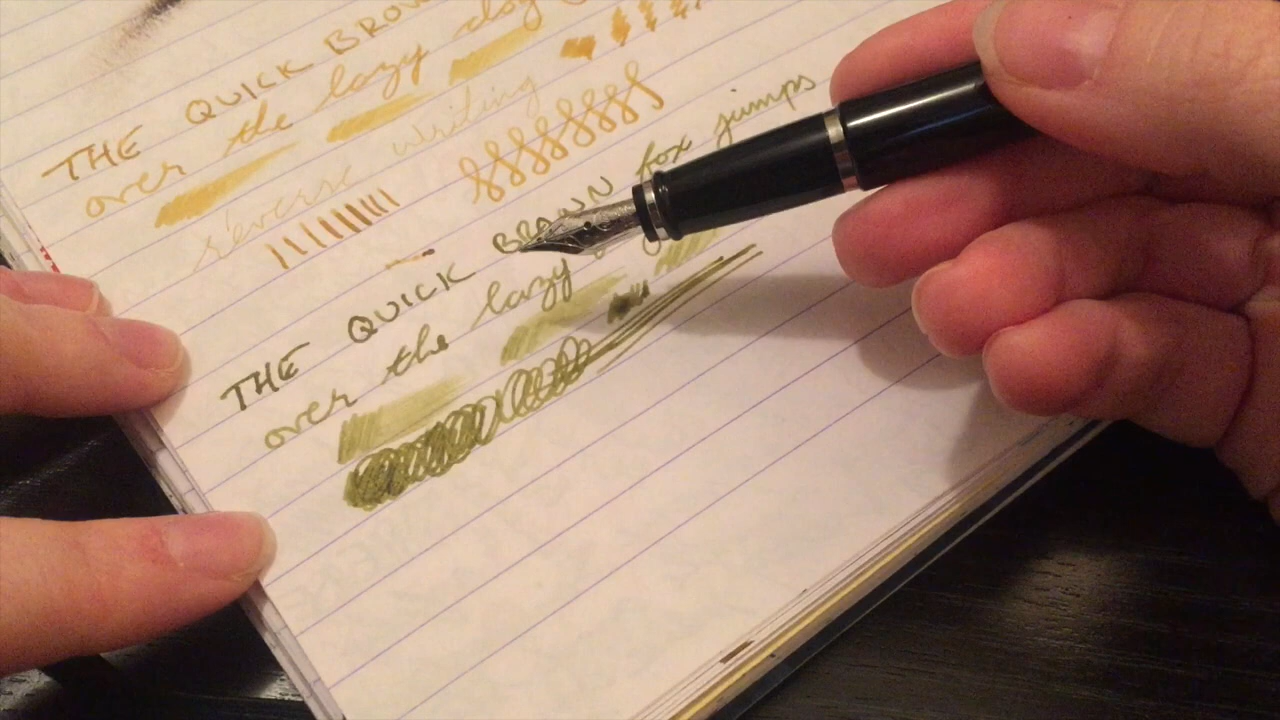 THE QUICK BROW
over the lazy dog
reverse writing
THE QUICK BROWN fox jumps
over the lazy